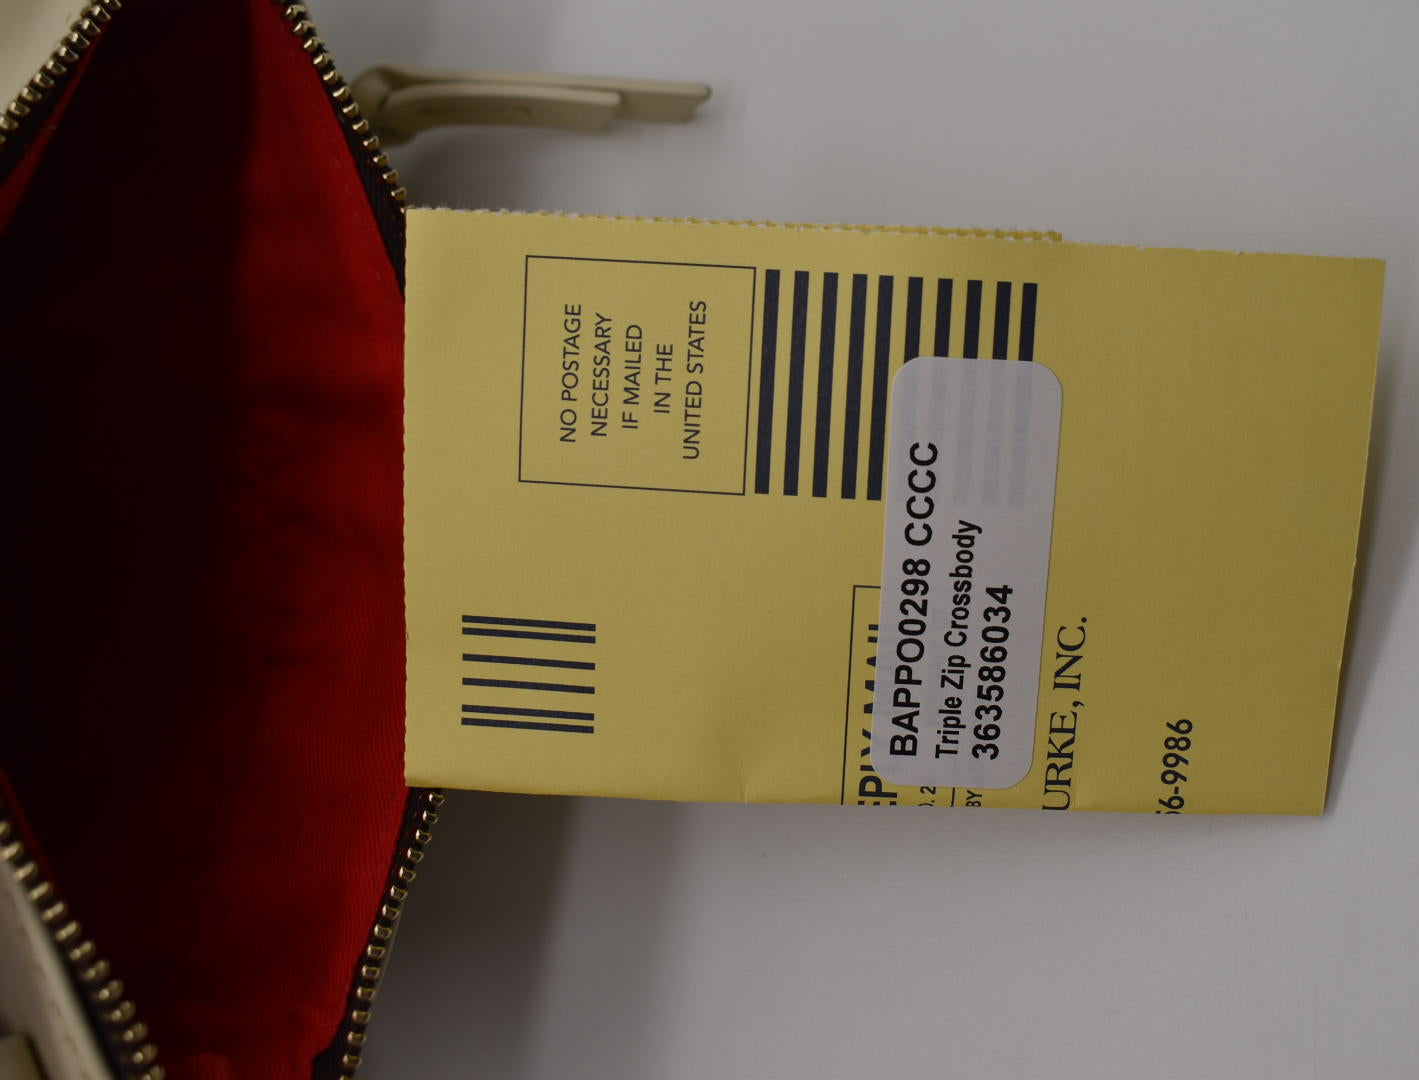 NO POSTAGE
NECESSARY
IF MAILED
IN THE
UNITED STATES
BAPPO0298 CCCC
Triple Zip Crossbody
363586034
BY
URKE, INC.
56-9986